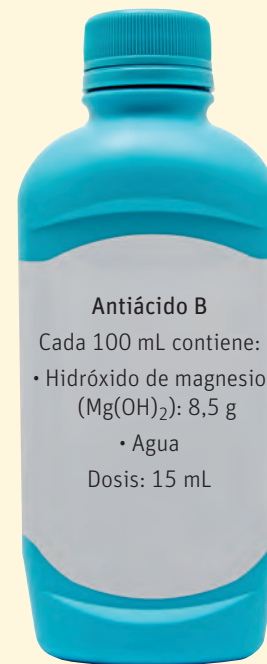 Antiácido B
Cada 100 mL contiene:
• Hidróxido de magnesio
(Mg(OH)₂): 8,5 g
• Agua
Dosis: 15 mL